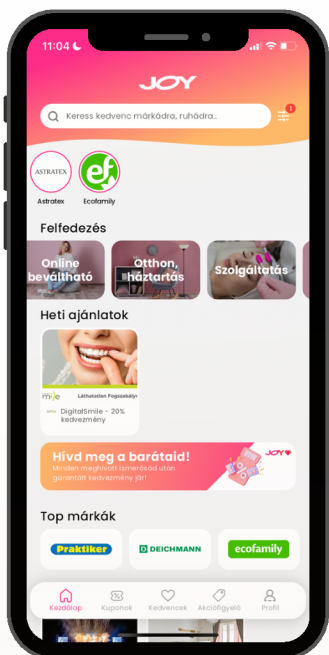 11:04
JOY
Keress kedvenc márkádra, ruhádra..
1
ASTRATEX
ef
Astratex
Ecofamily
Felfedezés
Online
beváltható
Otthon,
háztartás
Szolgáltatás
Heti ajánlatok
Láthatatlan Fogszabályz
DigitalSmile - 20%
kedvezmény
Hívd meg a barátaid!
Minden meghívott ismerősöd után
garantált kedvezmény jár!
JOY
Top márkák
Praktiker
DEICHMANN
ecofamily
Kezdőlap
Kuponok
Kedvencek
Akciófigyelő
Profil